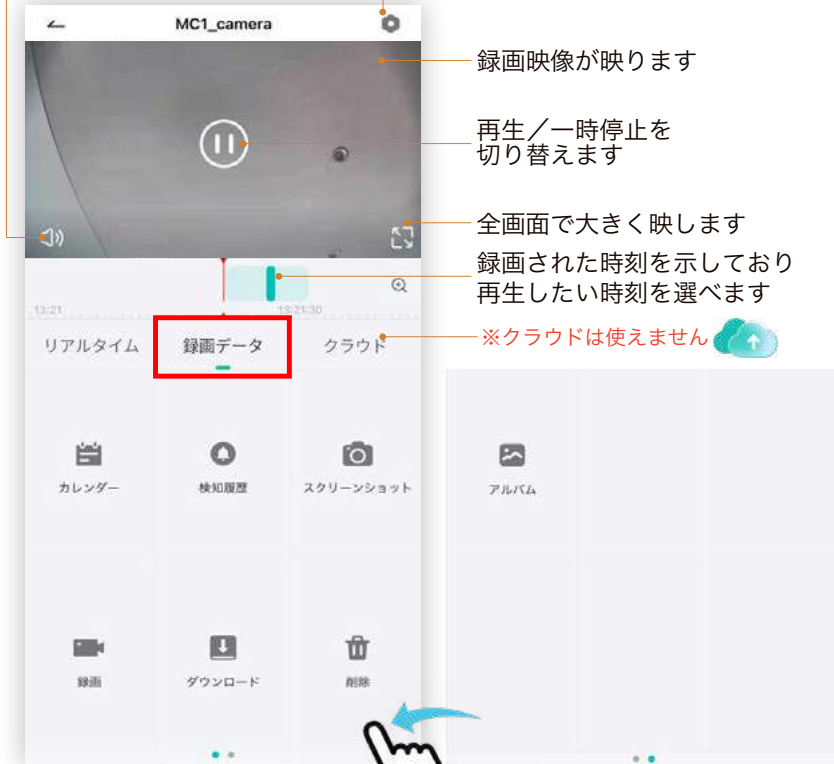 MC1_camera
録画映像が映ります
再生／一時停止を
切り替えます
全画面で大きく映します
録画された時刻を示しており
再生したい時刻を選べます
13:21
13:21:30
リアルタイム
録画データ
クラウド
※クラウドは使えません
カレンダー
検知履歴
スクリーンショット
アルバム
録画
ダウンロード
削除